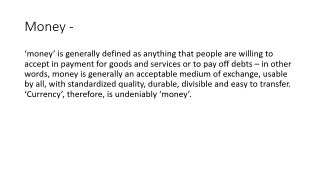 Money -
‘money’ is generally defined as anything that people are willing to
accept in payment for goods and services or to pay off debts – in other
words, money is generally an acceptable medium of exchange, usable
by all, with standardized quality, durable, divisible and easy to transfer.
‘Currency’, therefore, is undeniably ‘money’.